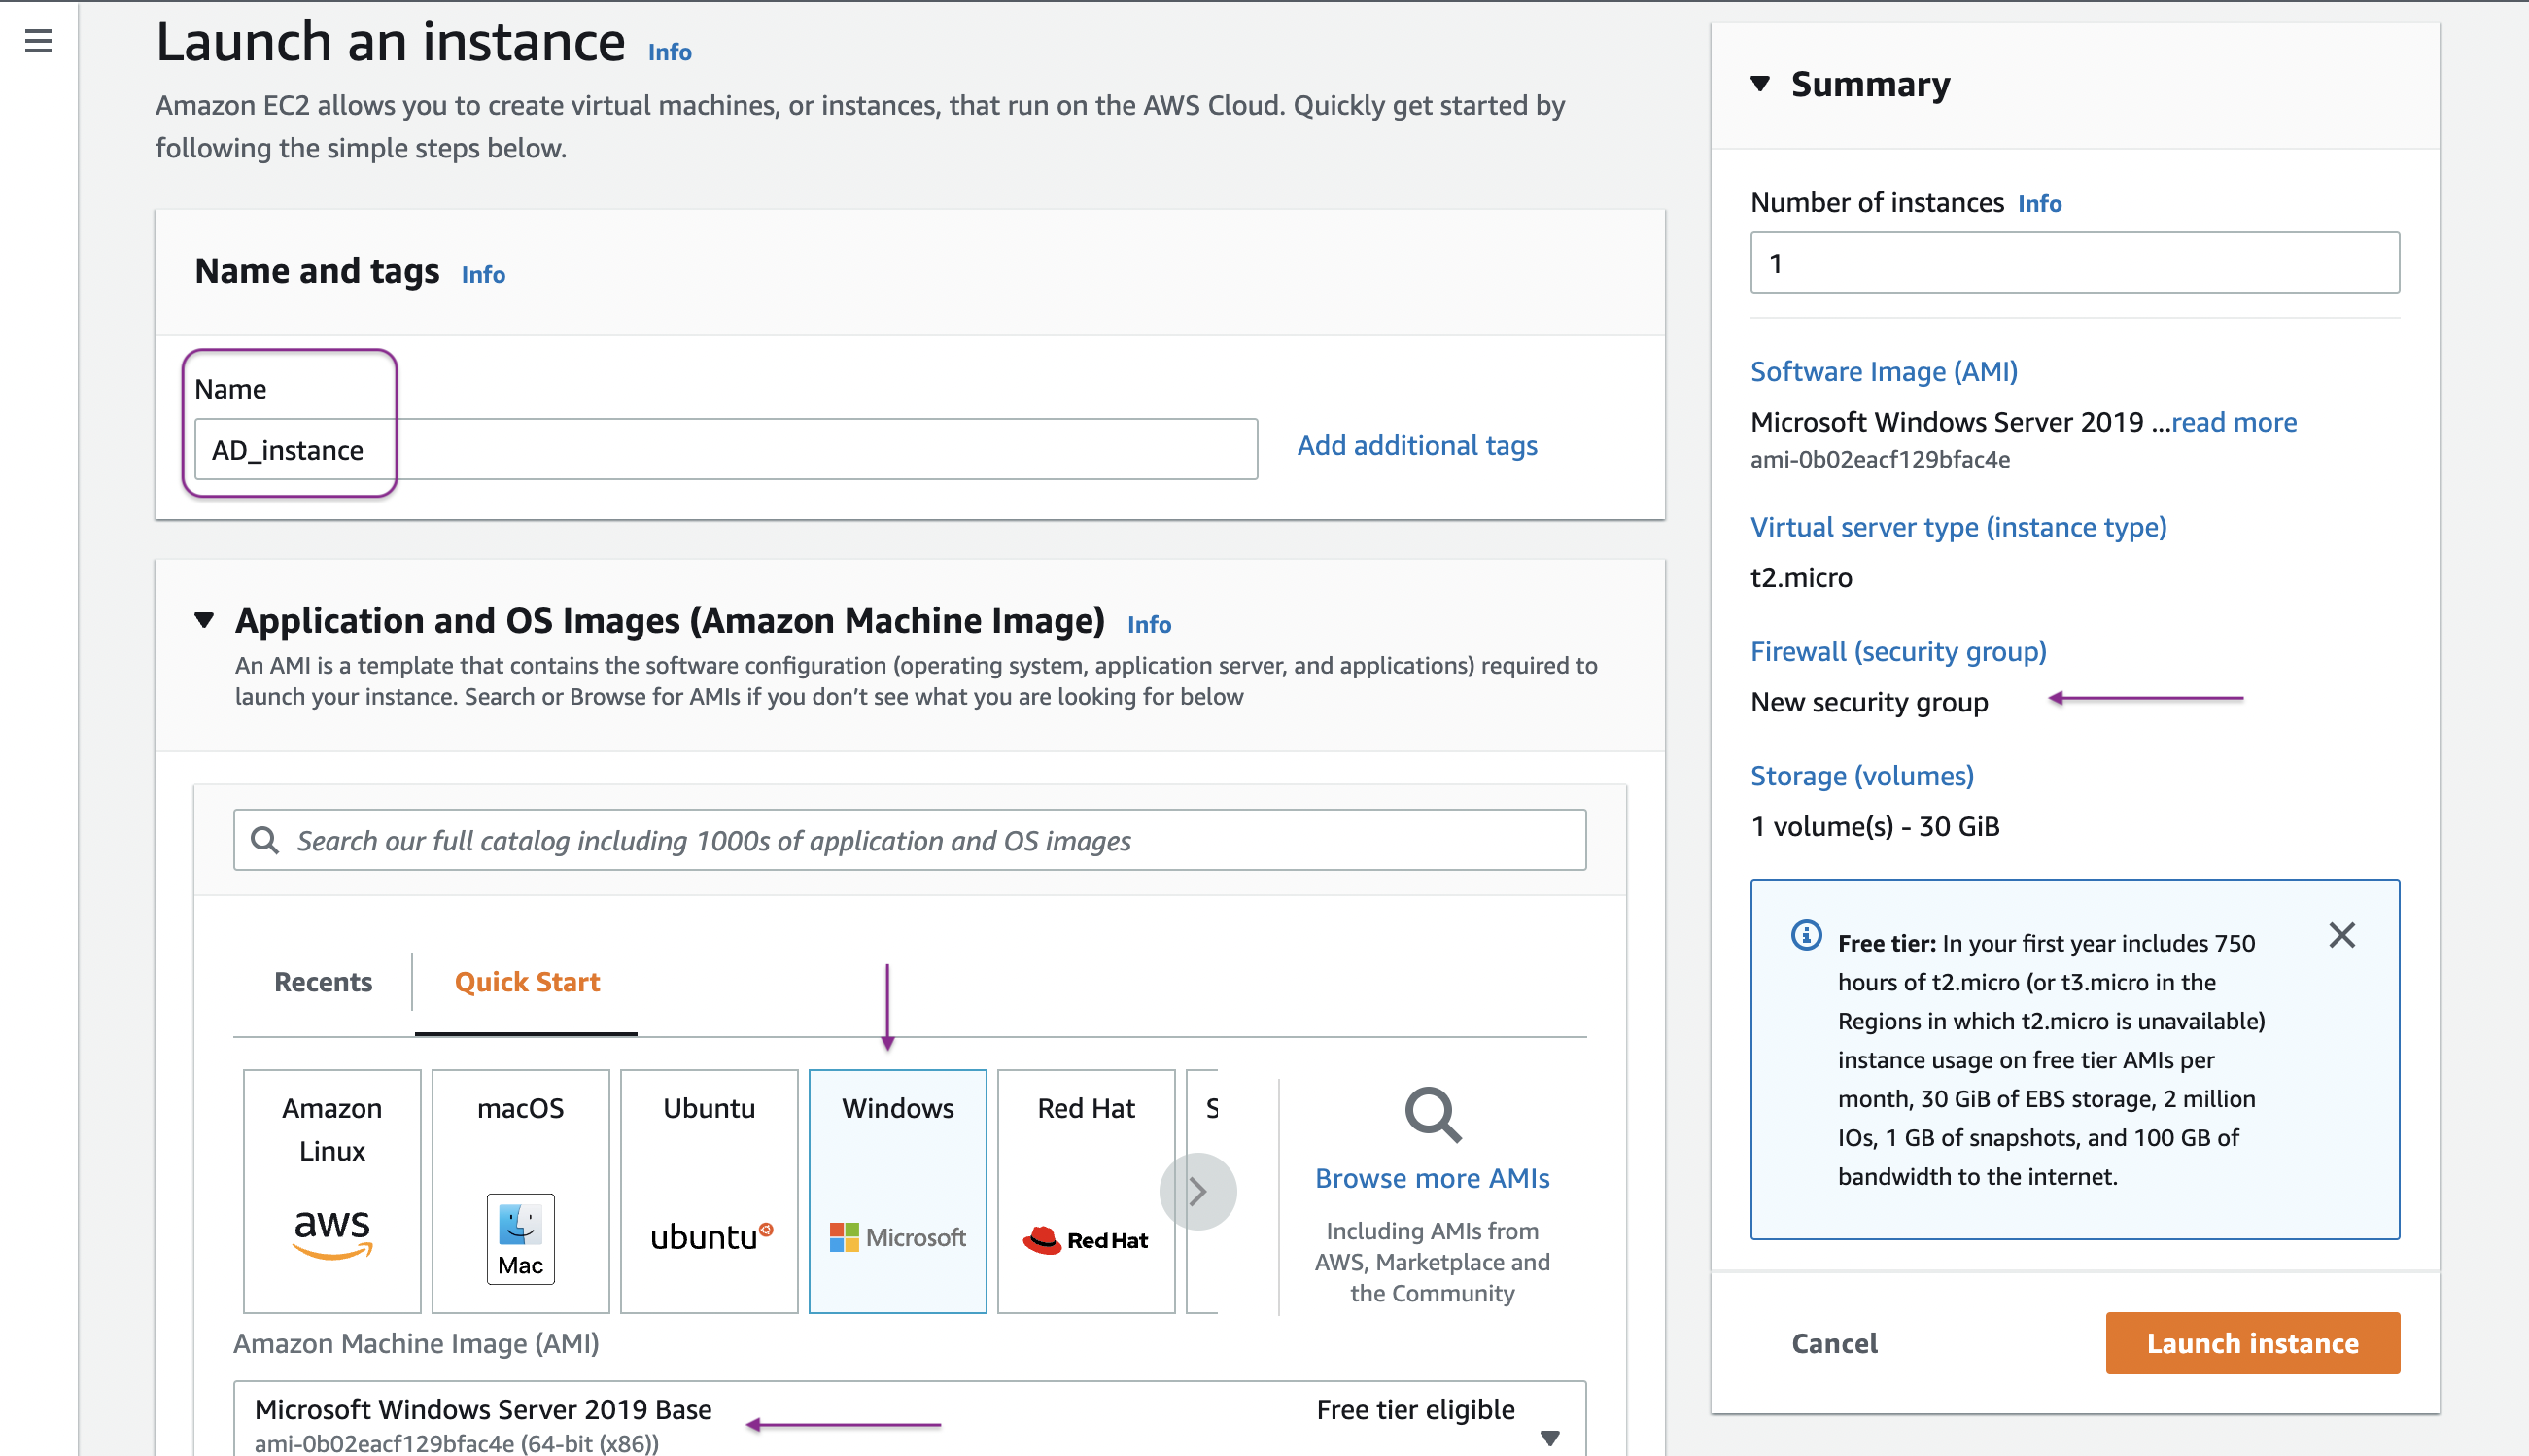 Launch an instance Info
Amazon EC2 allows you to create virtual machines, or instances, that run on the AWS Cloud. Quickly get started by
following the simple steps below.
Name and tags Info
Name
AD_instance
Add additional tags
Application and OS Images (Amazon Machine Image) Info
An AMI is a template that contains the software configuration (operating system, application server, and applications) required to
launch your instance. Search or Browse for AMIs if you don’t see what you are looking for below
Search our full catalog including 1000s of application and OS images
Recents
Quick Start
Amazon
Linux
aws
macOS
Mac
Ubuntu
ubuntu
Windows
Microsoft
Red Hat
Red Hat
S
Browse more AMIs
Including AMIs from
AWS, Marketplace and
the Community
Amazon Machine Image (AMI)
Microsoft Windows Server 2019 Base
Free tier eligible
ami-0b02eacf129bfac4e (64-bit (x86))
Summary
Number of instances Info
1
Software Image (AMI)
Microsoft Windows Server 2019 ...read more
ami-0b02eacf129bfac4e
Virtual server type (instance type)
t2.micro
Firewall (security group)
New security group
Storage (volumes)
1 volume(s) - 30 GiB
Free tier: In your first year includes 750
hours of t2.micro (or t3.micro in the
Regions in which t2.micro is unavailable)
instance usage on free tier AMIs per
month, 30 GiB of EBS storage, 2 million
IOs, 1 GB of snapshots, and 100 GB of
bandwidth to the internet.
Cancel
Launch instance